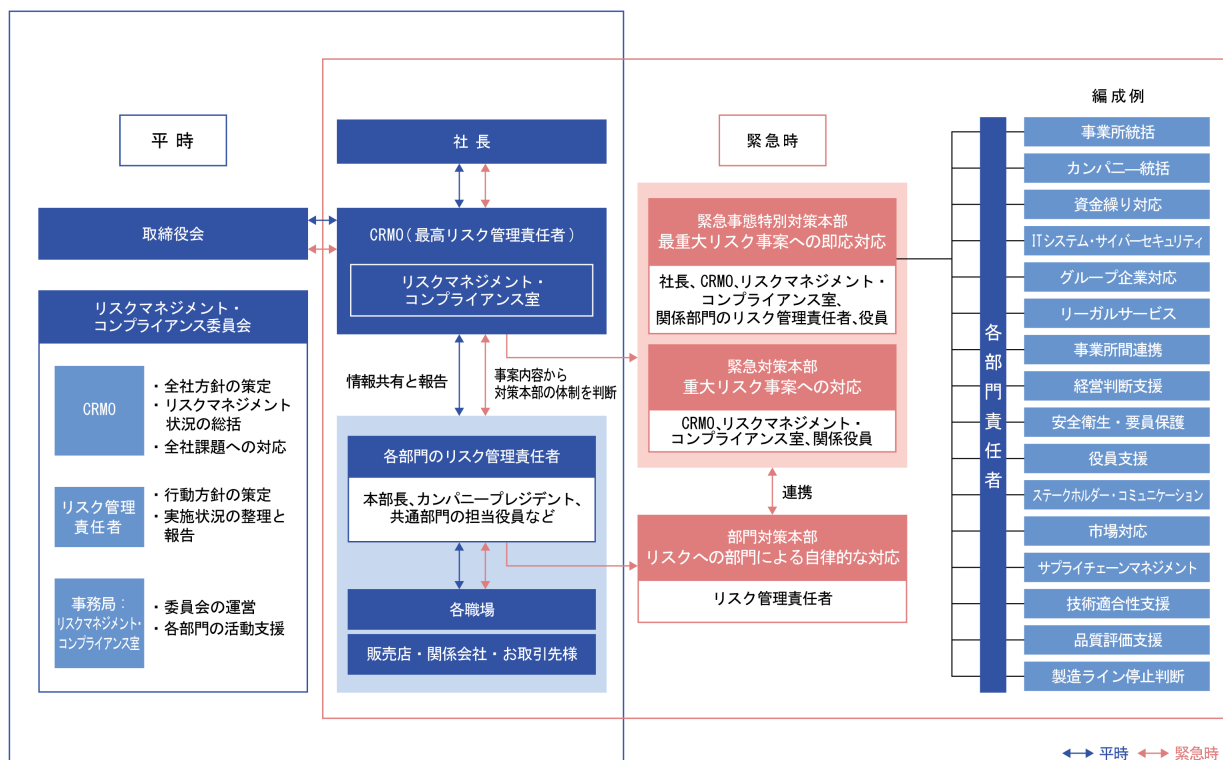 平時
取締役会
リスクマネジメント・
コンプライアンス委員会
CRMO
・全社方針の策定
・リスクマネジメント
状況の総括
・全社課題への対応
リスク管理
責任者
・行動方針の策定
・実施状況の整理と
報告
事務局：
リスクマネジメント・
コンプライアンス室
・委員会の運営
・各部門の活動支援
社長
CRMO（最高リスク管理責任者）
リスクマネジメント・
コンプライアンス室
情報共有と報告
事案内容から
対策本部の体制を判断
各部門のリスク管理責任者
本部長、カンパニープレジデント、
共通部門の担当役員など
各職場
販売店・関係会社・お取引先様
緊急時
緊急事態特別対策本部
最重大リスク事案への即応対応
社長、CRMO、リスクマネジメント・
コンプライアンス室、
関係部門のリスク管理責任者、役員
緊急対策本部
重大リスク事案への対応
CRMO、リスクマネジメント・
コンプライアンス室、関係役員
連携
部門対策本部
リスクへの部門による自律的な対応
リスク管理責任者
各部門責任者
編成例
事業所統括
カンパニ―統括
資金繰り対応
ITシステム・サイバーセキュリティ
グループ企業対応
リーガルサービス
事業所間連携
経営判断支援
安全衛生・要員保護
役員支援
ステークホルダー・コミュニケーション
市場対応
サプライチェーンマネジメント
技術適合性支援
品質評価支援
製造ライン停止判断
平時
緊急時